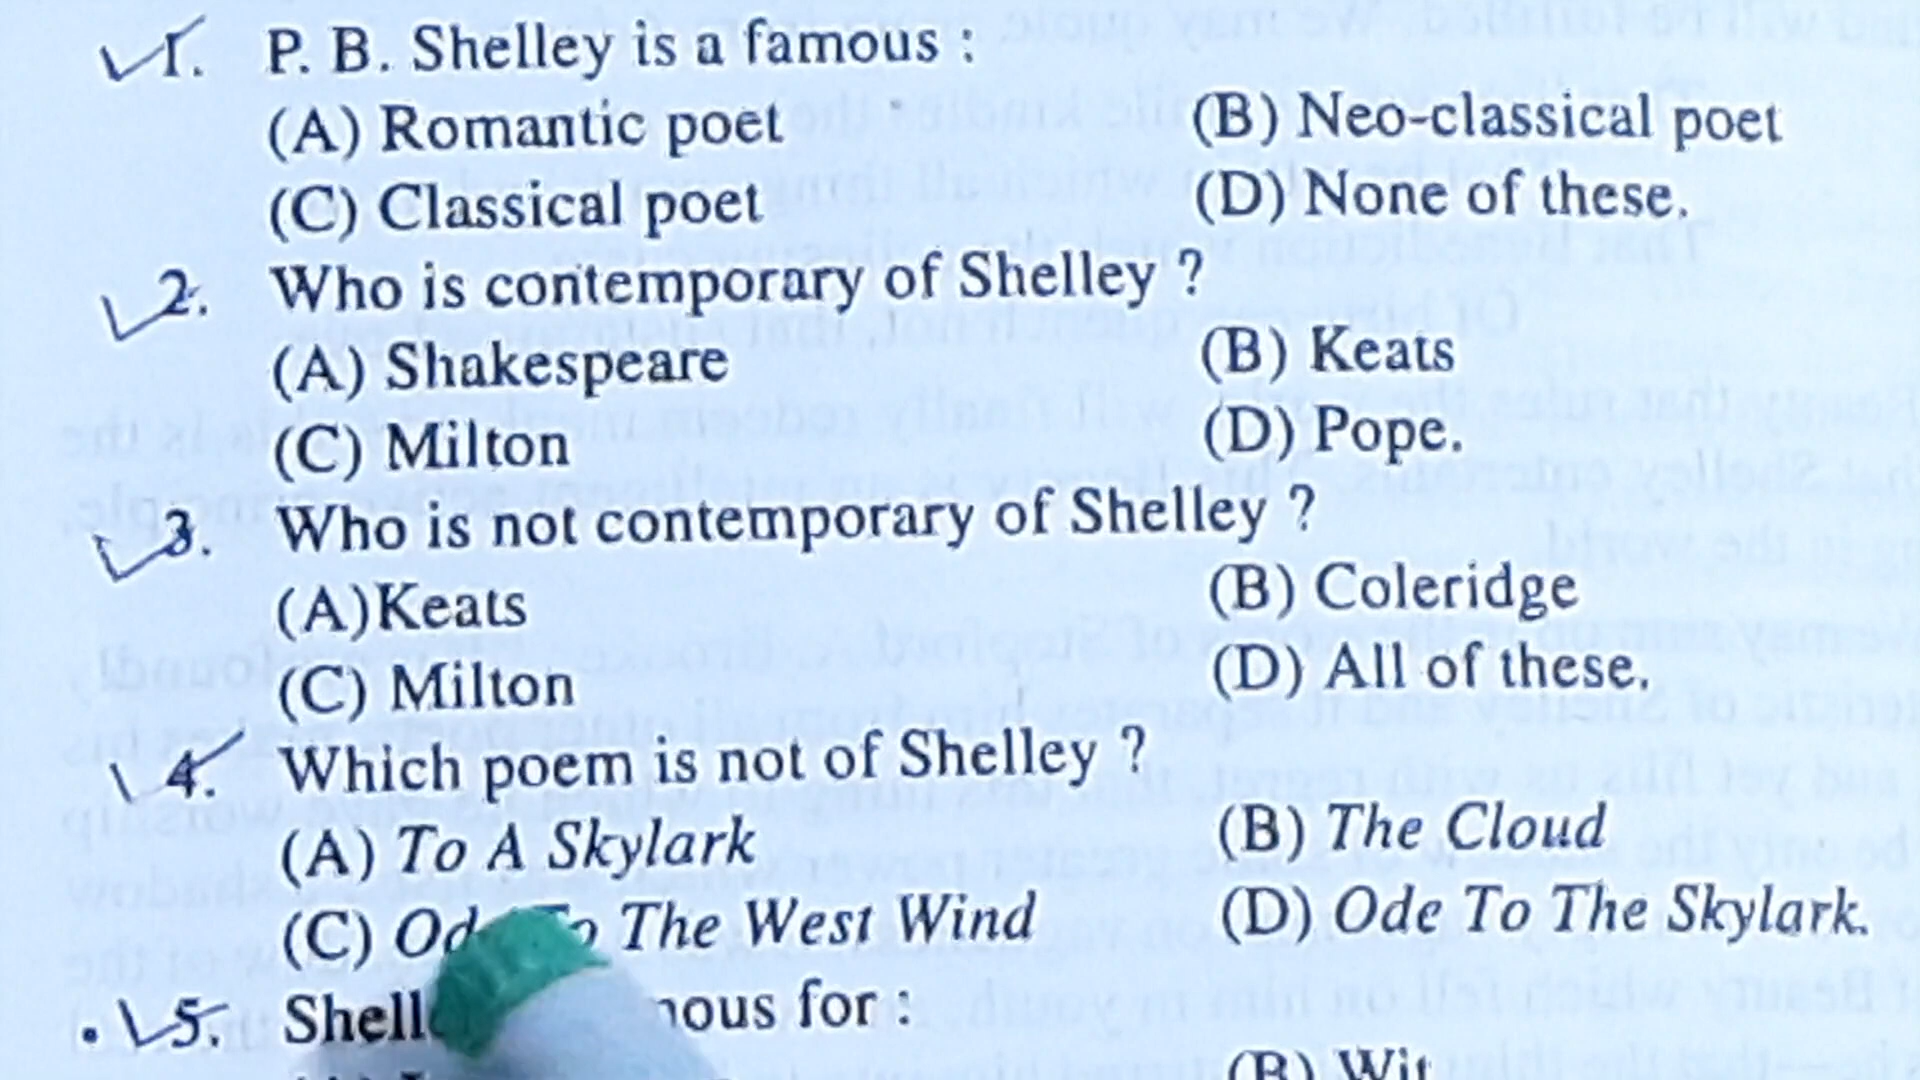 1. P. B. Shelley is a famous :
(A) Romantic poet (B) Neo-classical poet
(C) Classical poet (D) None of these.
2. Who is contemporary of Shelley ?
(A) Shakespeare (B) Keats
(C) Milton (D) Pope.
3. Who is not contemporary of Shelley ?
(A)Keats (B) Coleridge
(C) Milton (D) All of these.
4. Which poem is not of Shelley ?
(A) To A Skylark (B) The Cloud
(C) The West Wind (D) Ode To The Skylark.
5. for :
(B) Wit